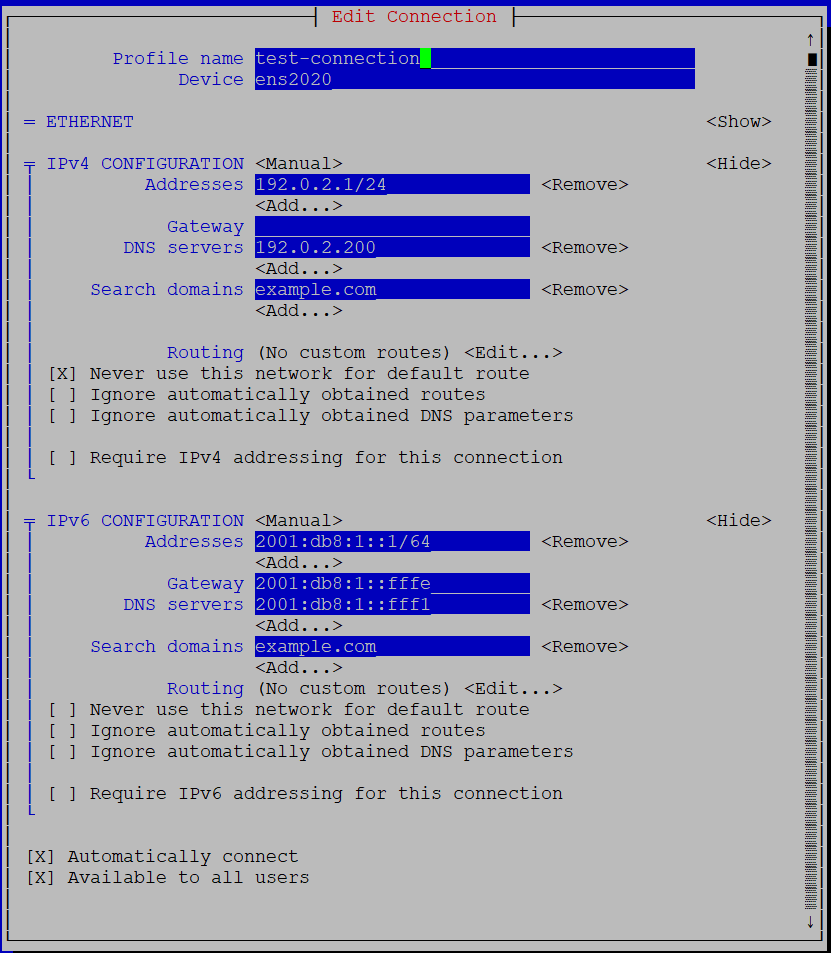 Edit Connection
↑
Profile name test-connection
Device ens2020
= ETHERNET <Show>
IPv4 CONFIGURATION <Manual> <Hide>
Addresses 192.0.2.1/24 <Remove>
<Add...>
Gateway
DNS servers 192.0.2.200 <Remove>
<Add...>
Search domains example.com <Remove>
<Add...>
Routing (No custom routes) <Edit...>
[X] Never use this network for default route
[ ] Ignore automatically obtained routes
[ ] Ignore automatically obtained DNS parameters
[ ] Require IPv4 addressing for this connection
IPv6 CONFIGURATION <Manual> <Hide>
Addresses 2001:db8:1::1/64 <Remove>
<Add...>
Gateway 2001:db8:1::fffe
DNS servers 2001:db8:1::fff1 <Remove>
<Add...>
Search domains example.com <Remove>
<Add...>
Routing (No custom routes) <Edit...>
[ ] Never use this network for default route
[ ] Ignore automatically obtained routes
[ ] Ignore automatically obtained DNS parameters
[ ] Require IPv6 addressing for this connection
[X] Automatically connect
[X] Available to all users
↓